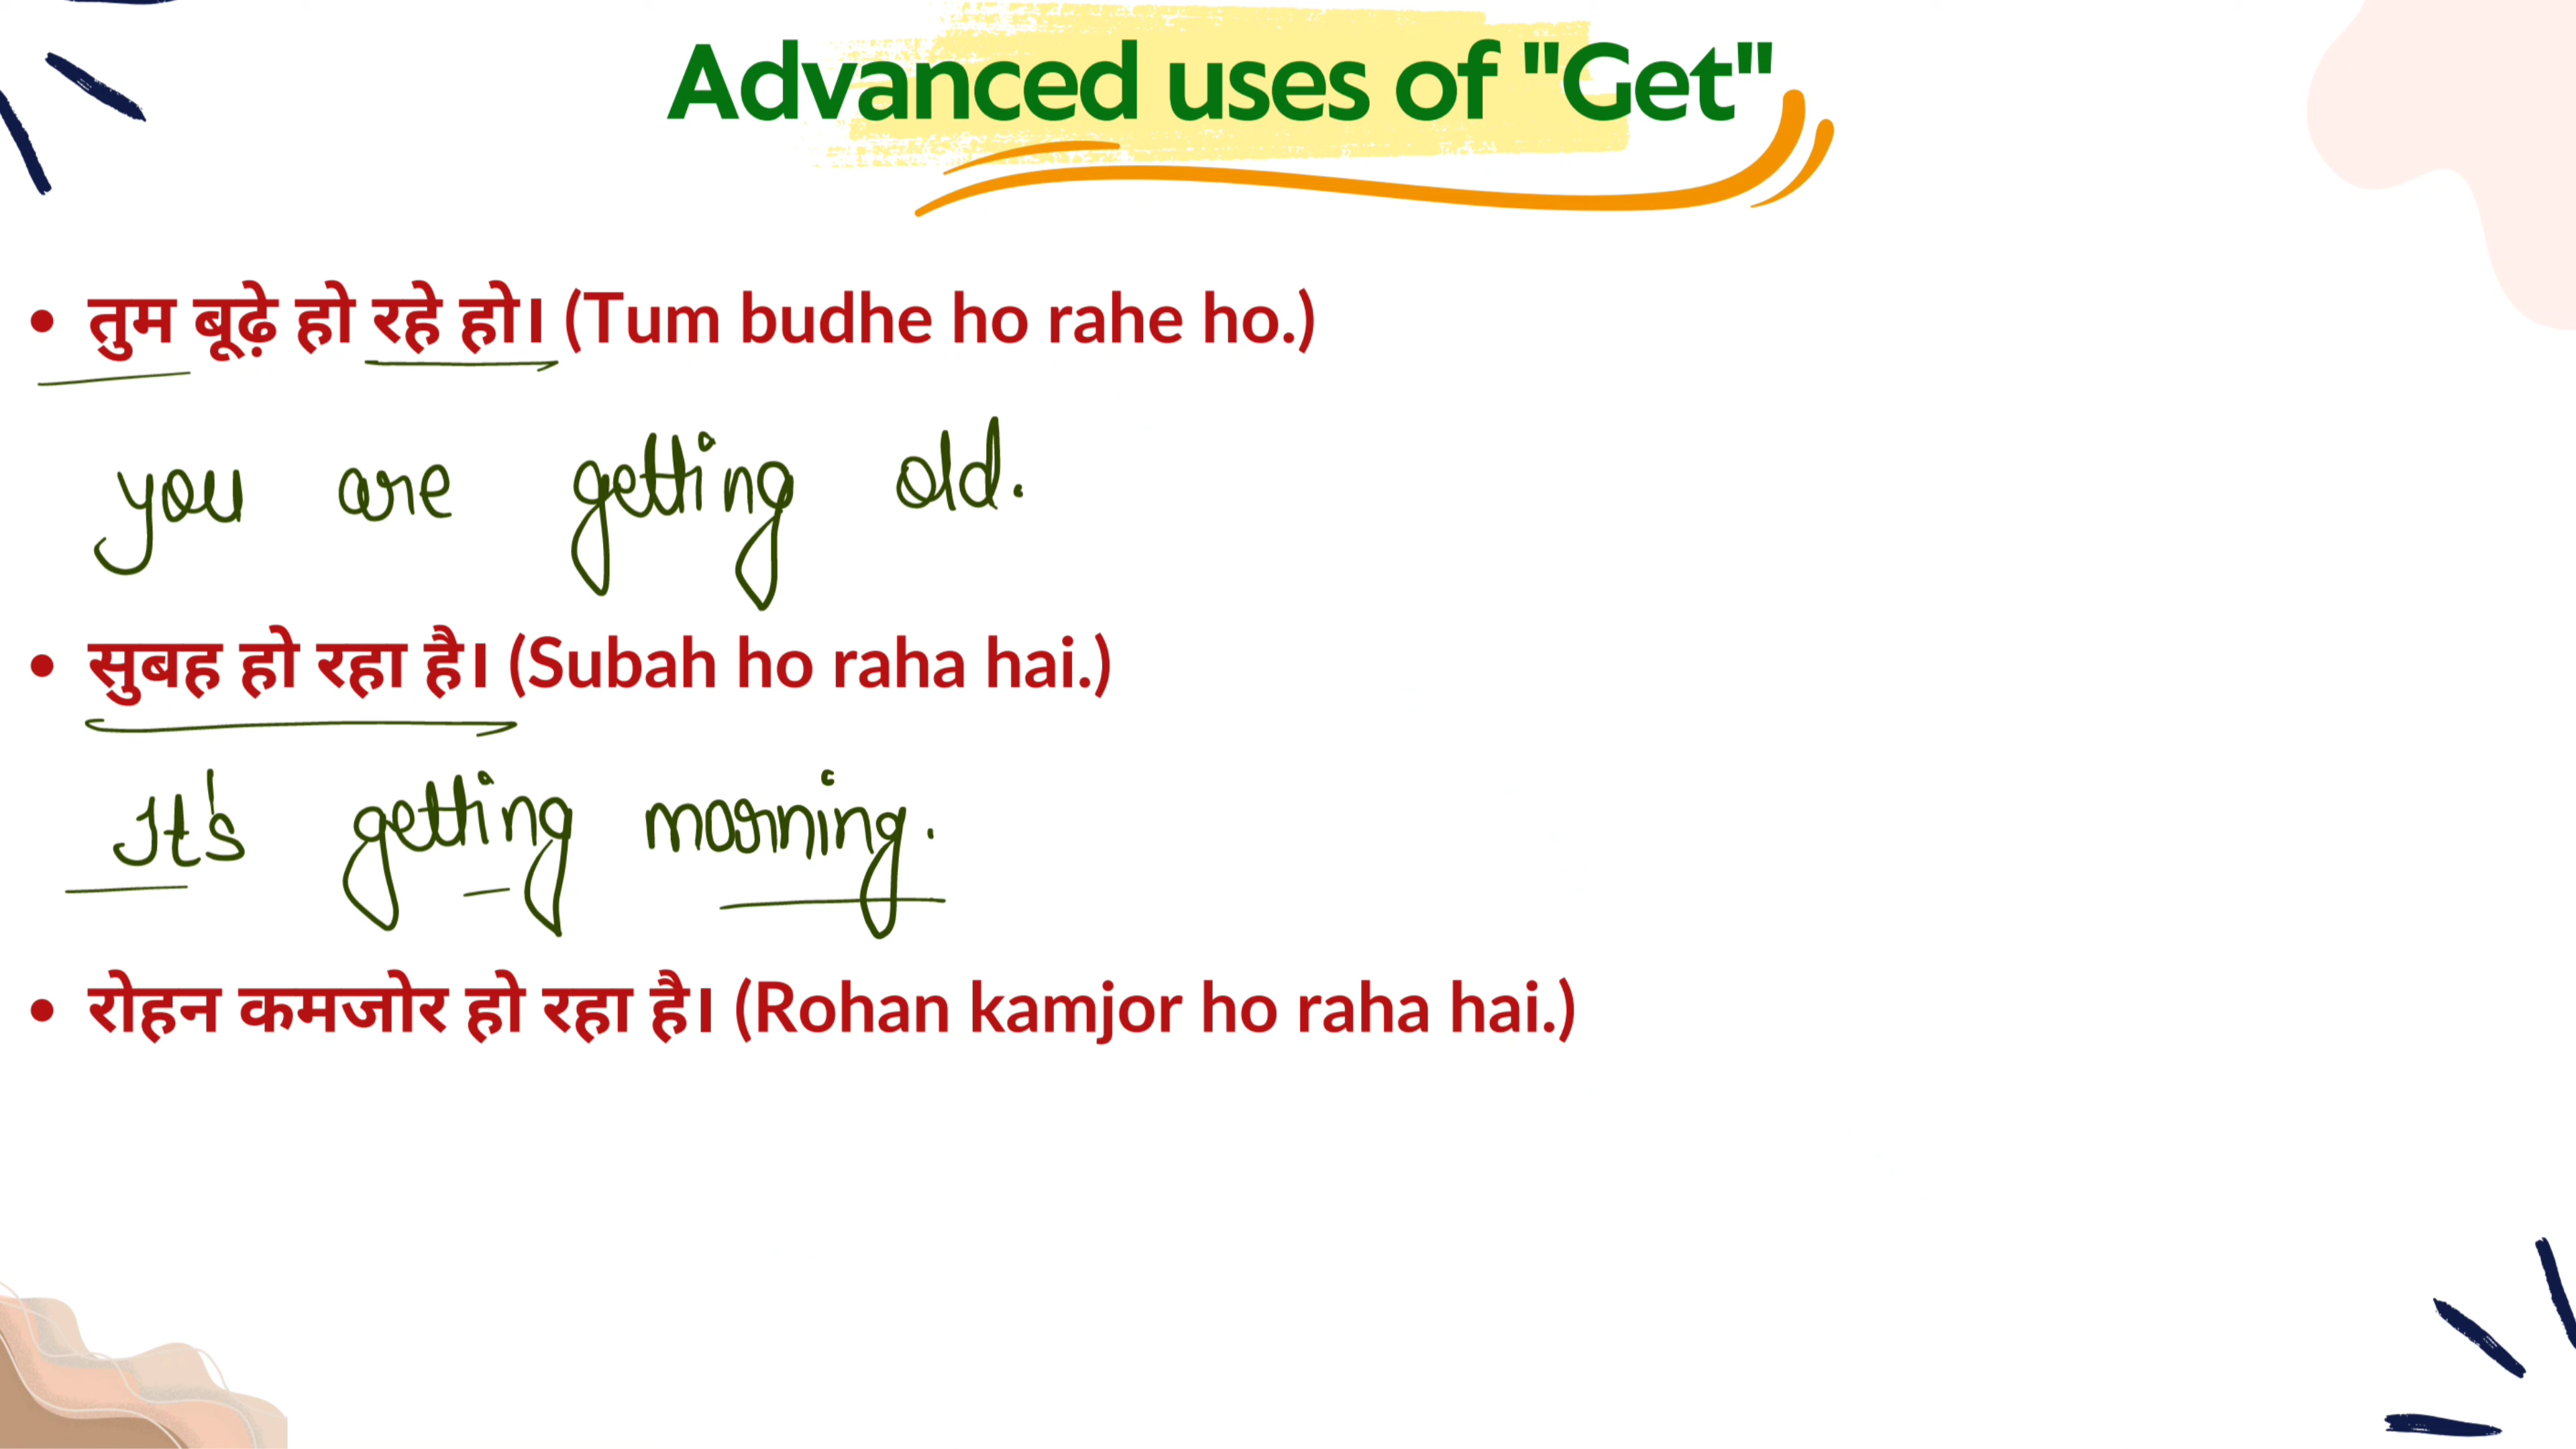 Advanced uses of "Get"
• तुम बूढ़े हो रहे हो। (Tum budhe ho rahe ho.)
you are getting old.
• सुबह हो रहा है। (Subah ho raha hai.)
It's getting morning.
• रोहन कमजोर हो रहा है। (Rohan kamjor ho raha hai.)